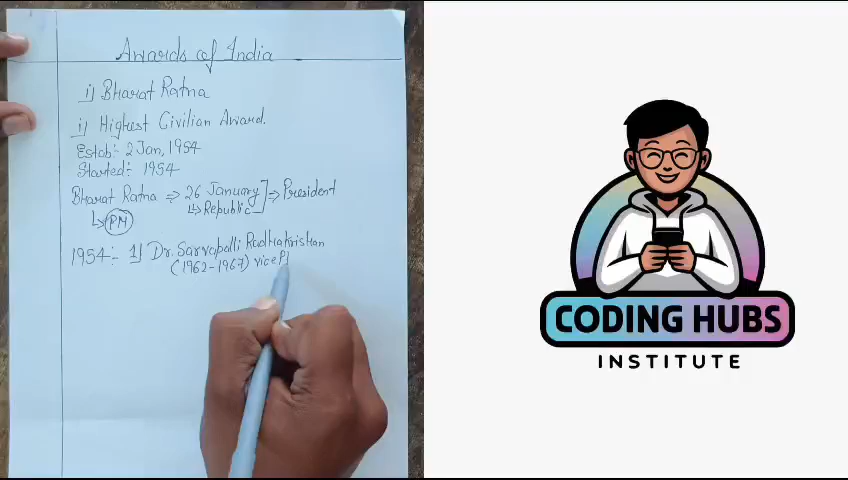 Awards of India
i) Bharat Ratna
i) Highest Civilian Award.
Estab:- 2 Jan, 1954
Started:- 1954
Bharat Ratna ⇒ 26 January ⇒ President
↳ PM ↳ Republic
1954:- 1) Dr. Sarvapalli Radhakrishan
(1962-1967) vice P
CODING HUBS
INSTITUTE